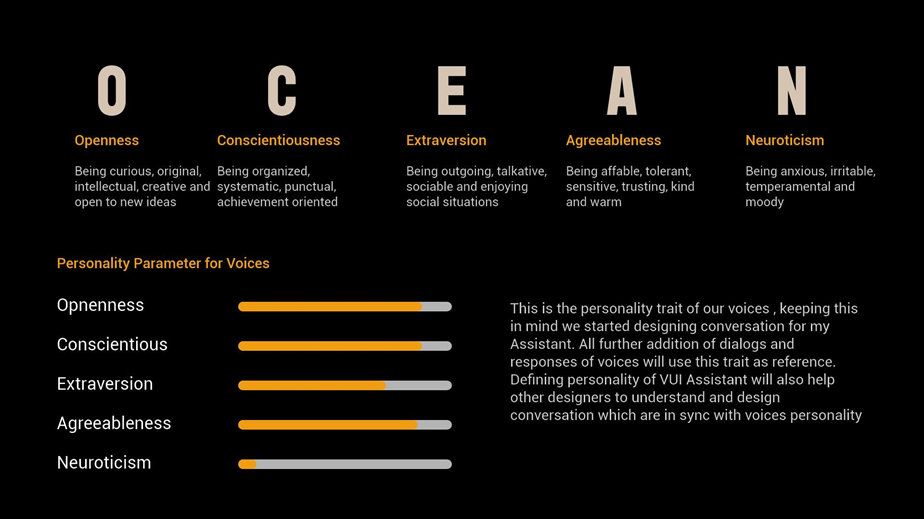 O C E A N
Openness Conscientiousness Extraversion Agreeableness Neuroticism
Being curious, original,
intellectual, creative and
open to new ideas
Being organized,
systematic, punctual,
achievement oriented
Being outgoing, talkative,
sociable and enjoying
social situations
Being affable, tolerant,
sensitive, trusting, kind
and warm
Being anxious, irritable,
temperamental and
moody
Personality Parameter for Voices
Opnenness
Conscientious
Extraversion
Agreeableness
Neuroticism
This is the personality trait of our voices , keeping this
in mind we started designing conversation for my
Assistant. All further addition of dialogs and
responses of voices will use this trait as reference.
Defining personality of VUI Assistant will also help
other designers to understand and design
conversation which are in sync with voices personality